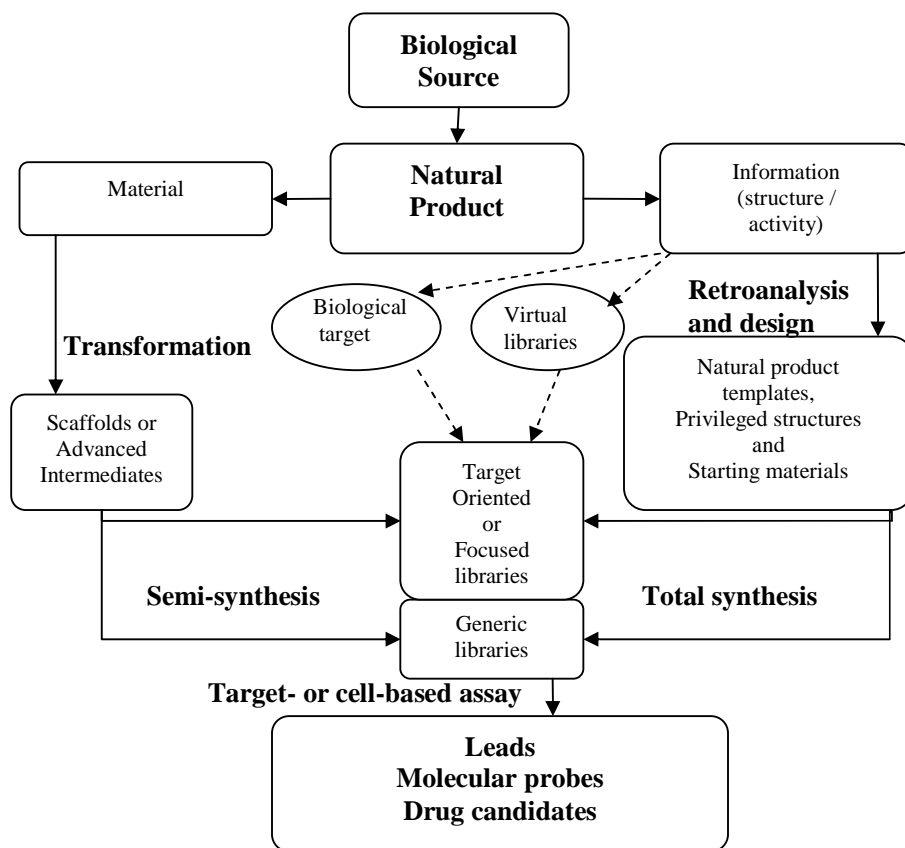 Biological
Source
Material
Natural
Product
Information
(structure /
activity)
Biological
target
Virtual
libraries
Retroanalysis
and design
Transformation
Scaffolds or
Advanced
Intermediates
Natural product
templates,
Privileged structures
and
Starting materials
Target
Oriented
or
Focused
libraries
Semi-synthesis
Total synthesis
Generic
libraries
Target- or cell-based assay
Leads
Molecular probes
Drug candidates